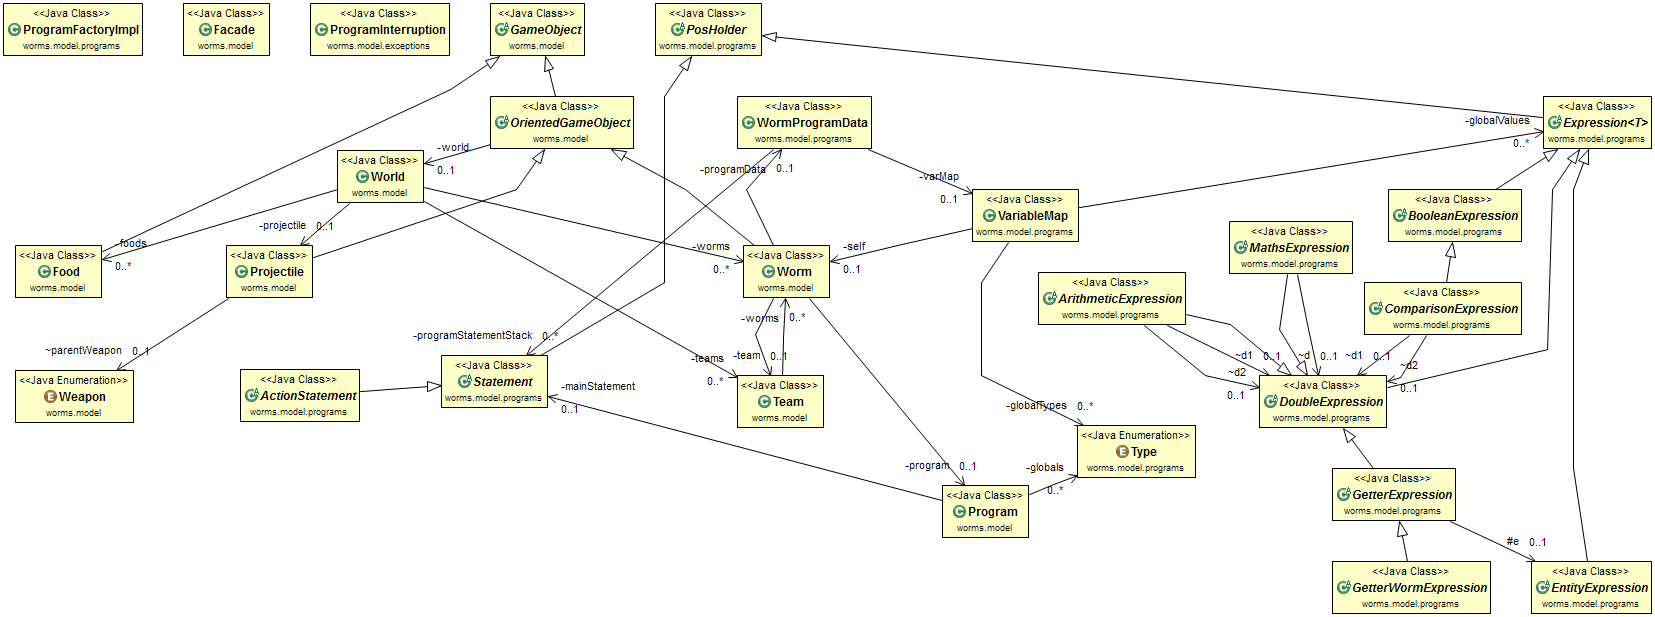 <<Java Class>>
ProgramFactoryImpl
worms.model.programs
<<Java Class>>
Facade
worms.model
<<Java Class>>
ProgramInterruption
worms.model.exceptions
<<Java Class>>
GameObject
worms.model
<<Java Class>>
PosHolder
worms.model.programs
<<Java Class>>
OrientedGameObject
worms.model
<<Java Class>>
WormProgramData
worms.model.programs
<<Java Class>>
Expression<T>
worms.model.programs
-globalValues
0..*
-world
0..1
<<Java Class>>
World
worms.model
-programData
0..1
-varMap
0..1
<<Java Class>>
VariableMap
worms.model.programs
<<Java Class>>
BooleanExpression
worms.model.programs
<<Java Class>>
MathsExpression
worms.model.programs
-projectile
0..1
-foods
0..*
<<Java Class>>
Food
worms.model
<<Java Class>>
Projectile
worms.model
-worms
0..*
<<Java Class>>
Worm
worms.model
-self
0..1
<<Java Class>>
ArithmeticExpression
worms.model.programs
<<Java Class>>
ComparisonExpression
worms.model.programs
-worms
0..*
-programStatementStack
0..*
~parentWeapon
0..1
-teams
0..*
-team
0..1
~d1
0..1
~d
0..1
~d1
~d2
0..1
~d2
0..1
<<Java Enumeration>>
Weapon
worms.model
<<Java Class>>
ActionStatement
worms.model.programs
<<Java Class>>
Statement
worms.model.programs
-mainStatement
0..1
<<Java Class>>
Team
worms.model
<<Java Class>>
DoubleExpression
worms.model.programs
-globalTypes
0..*
<<Java Enumeration>>
Type
worms.model.programs
-program
0..1
-globals
0..*
<<Java Class>>
Program
worms.model
<<Java Class>>
GetterExpression
worms.model.programs
#e
0..1
<<Java Class>>
GetterWormExpression
worms.model.programs
<<Java Class>>
EntityExpression
worms.model.programs